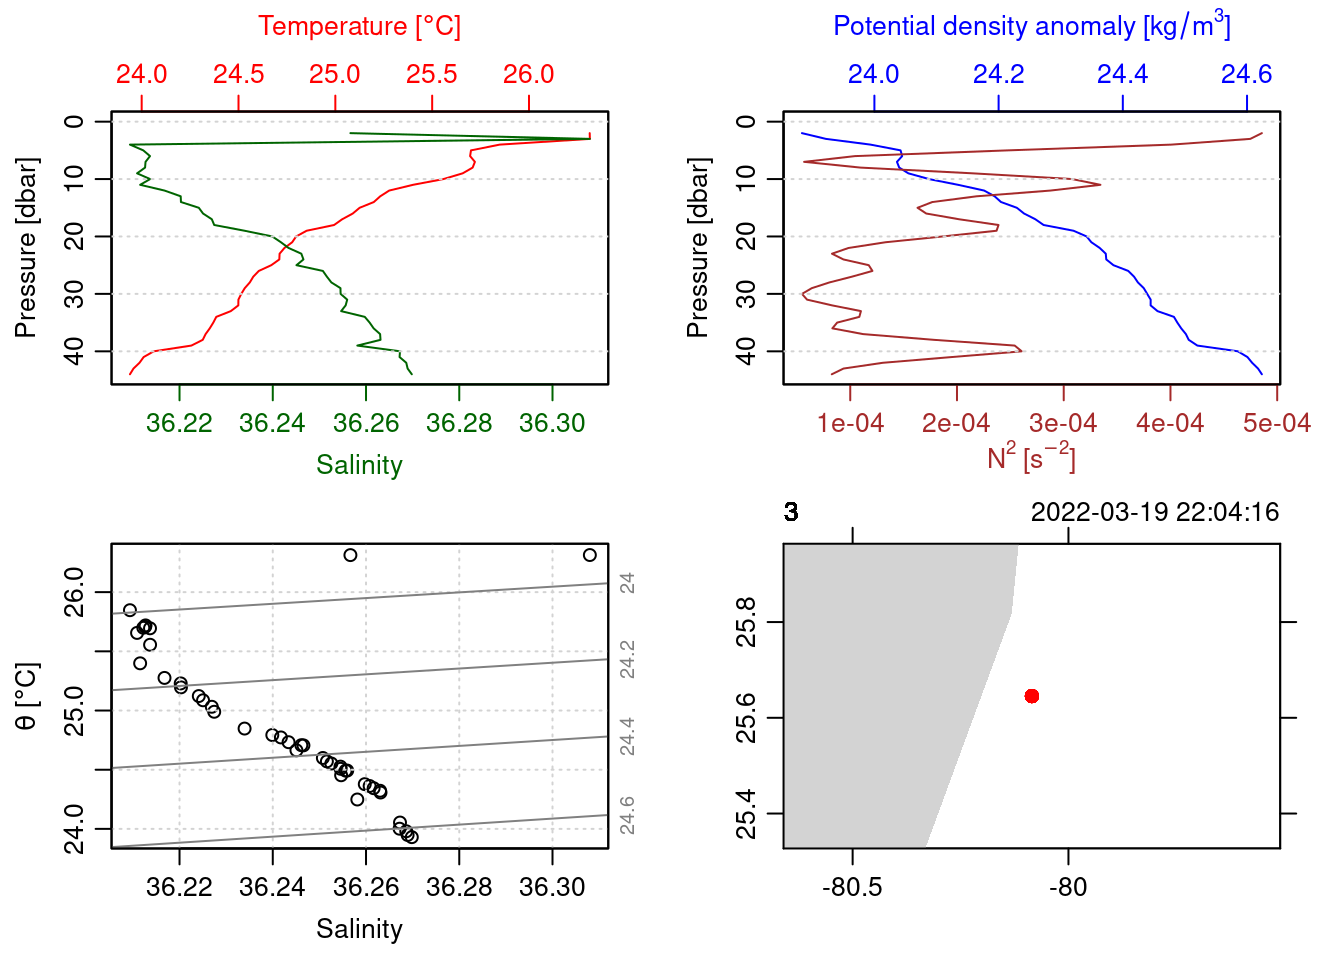 Temperature [°C]
24.0 24.5 25.0 25.5 26.0
Pressure [dbar]
0 10 20 30 40
36.22 36.24 36.26 36.28 36.30
Salinity
Potential density anomaly [kg/m³]
24.0 24.2 24.4 24.6
Pressure [dbar]
0 10 20 30 40
1e-04 2e-04 3e-04 4e-04 5e-04
N² [s⁻²]
θ [°C]
26.0 25.0 24.0
24 24.2 24.4 24.6
36.22 36.24 36.26 36.28 36.30
Salinity
3 2022-03-19 22:04:16
25.8 25.6 25.4
-80.5 -80